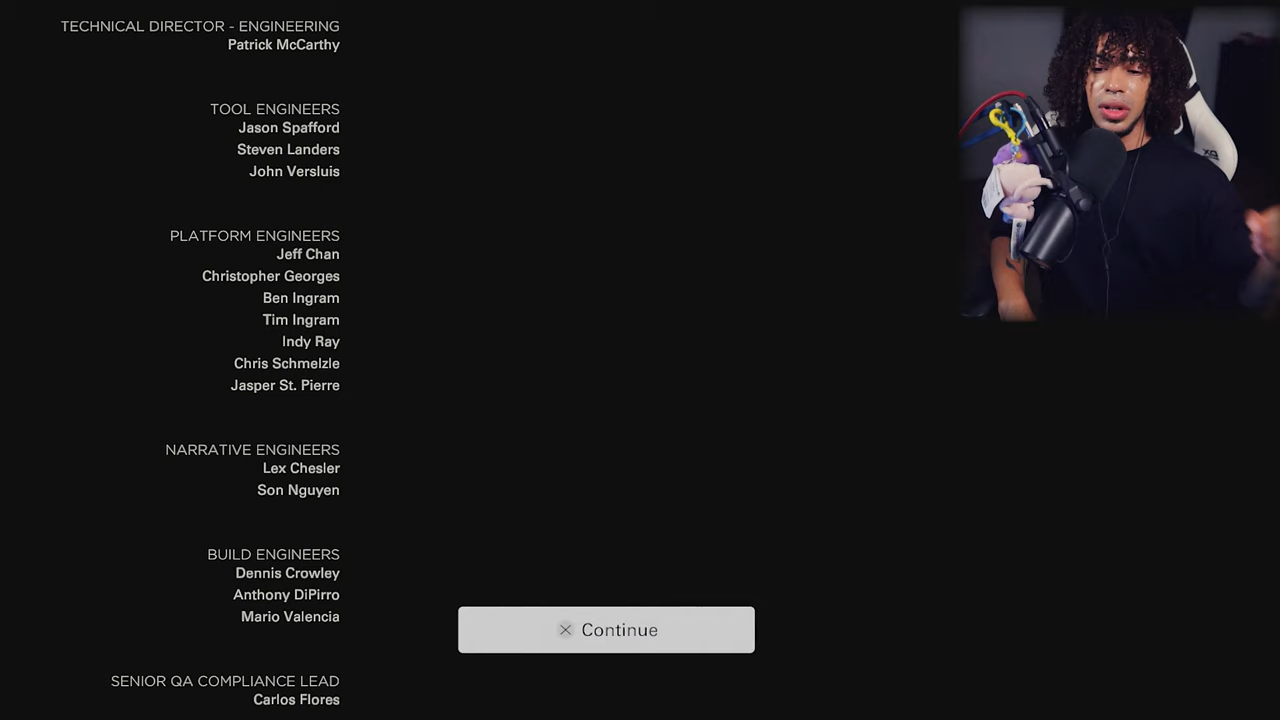 TECHNICAL DIRECTOR - ENGINEERING
Patrick McCarthy
TOOL ENGINEERS
Jason Spafford
Steven Landers
John Versluis
PLATFORM ENGINEERS
Jeff Chan
Christopher Georges
Ben Ingram
Tim Ingram
Indy Ray
Chris Schmelzle
Jasper St. Pierre
NARRATIVE ENGINEERS
Lex Chesler
Son Nguyen
BUILD ENGINEERS
Dennis Crowley
Anthony DiPirro
Mario Valencia
Continue
SENIOR QA COMPLIANCE LEAD
Carlos Flores